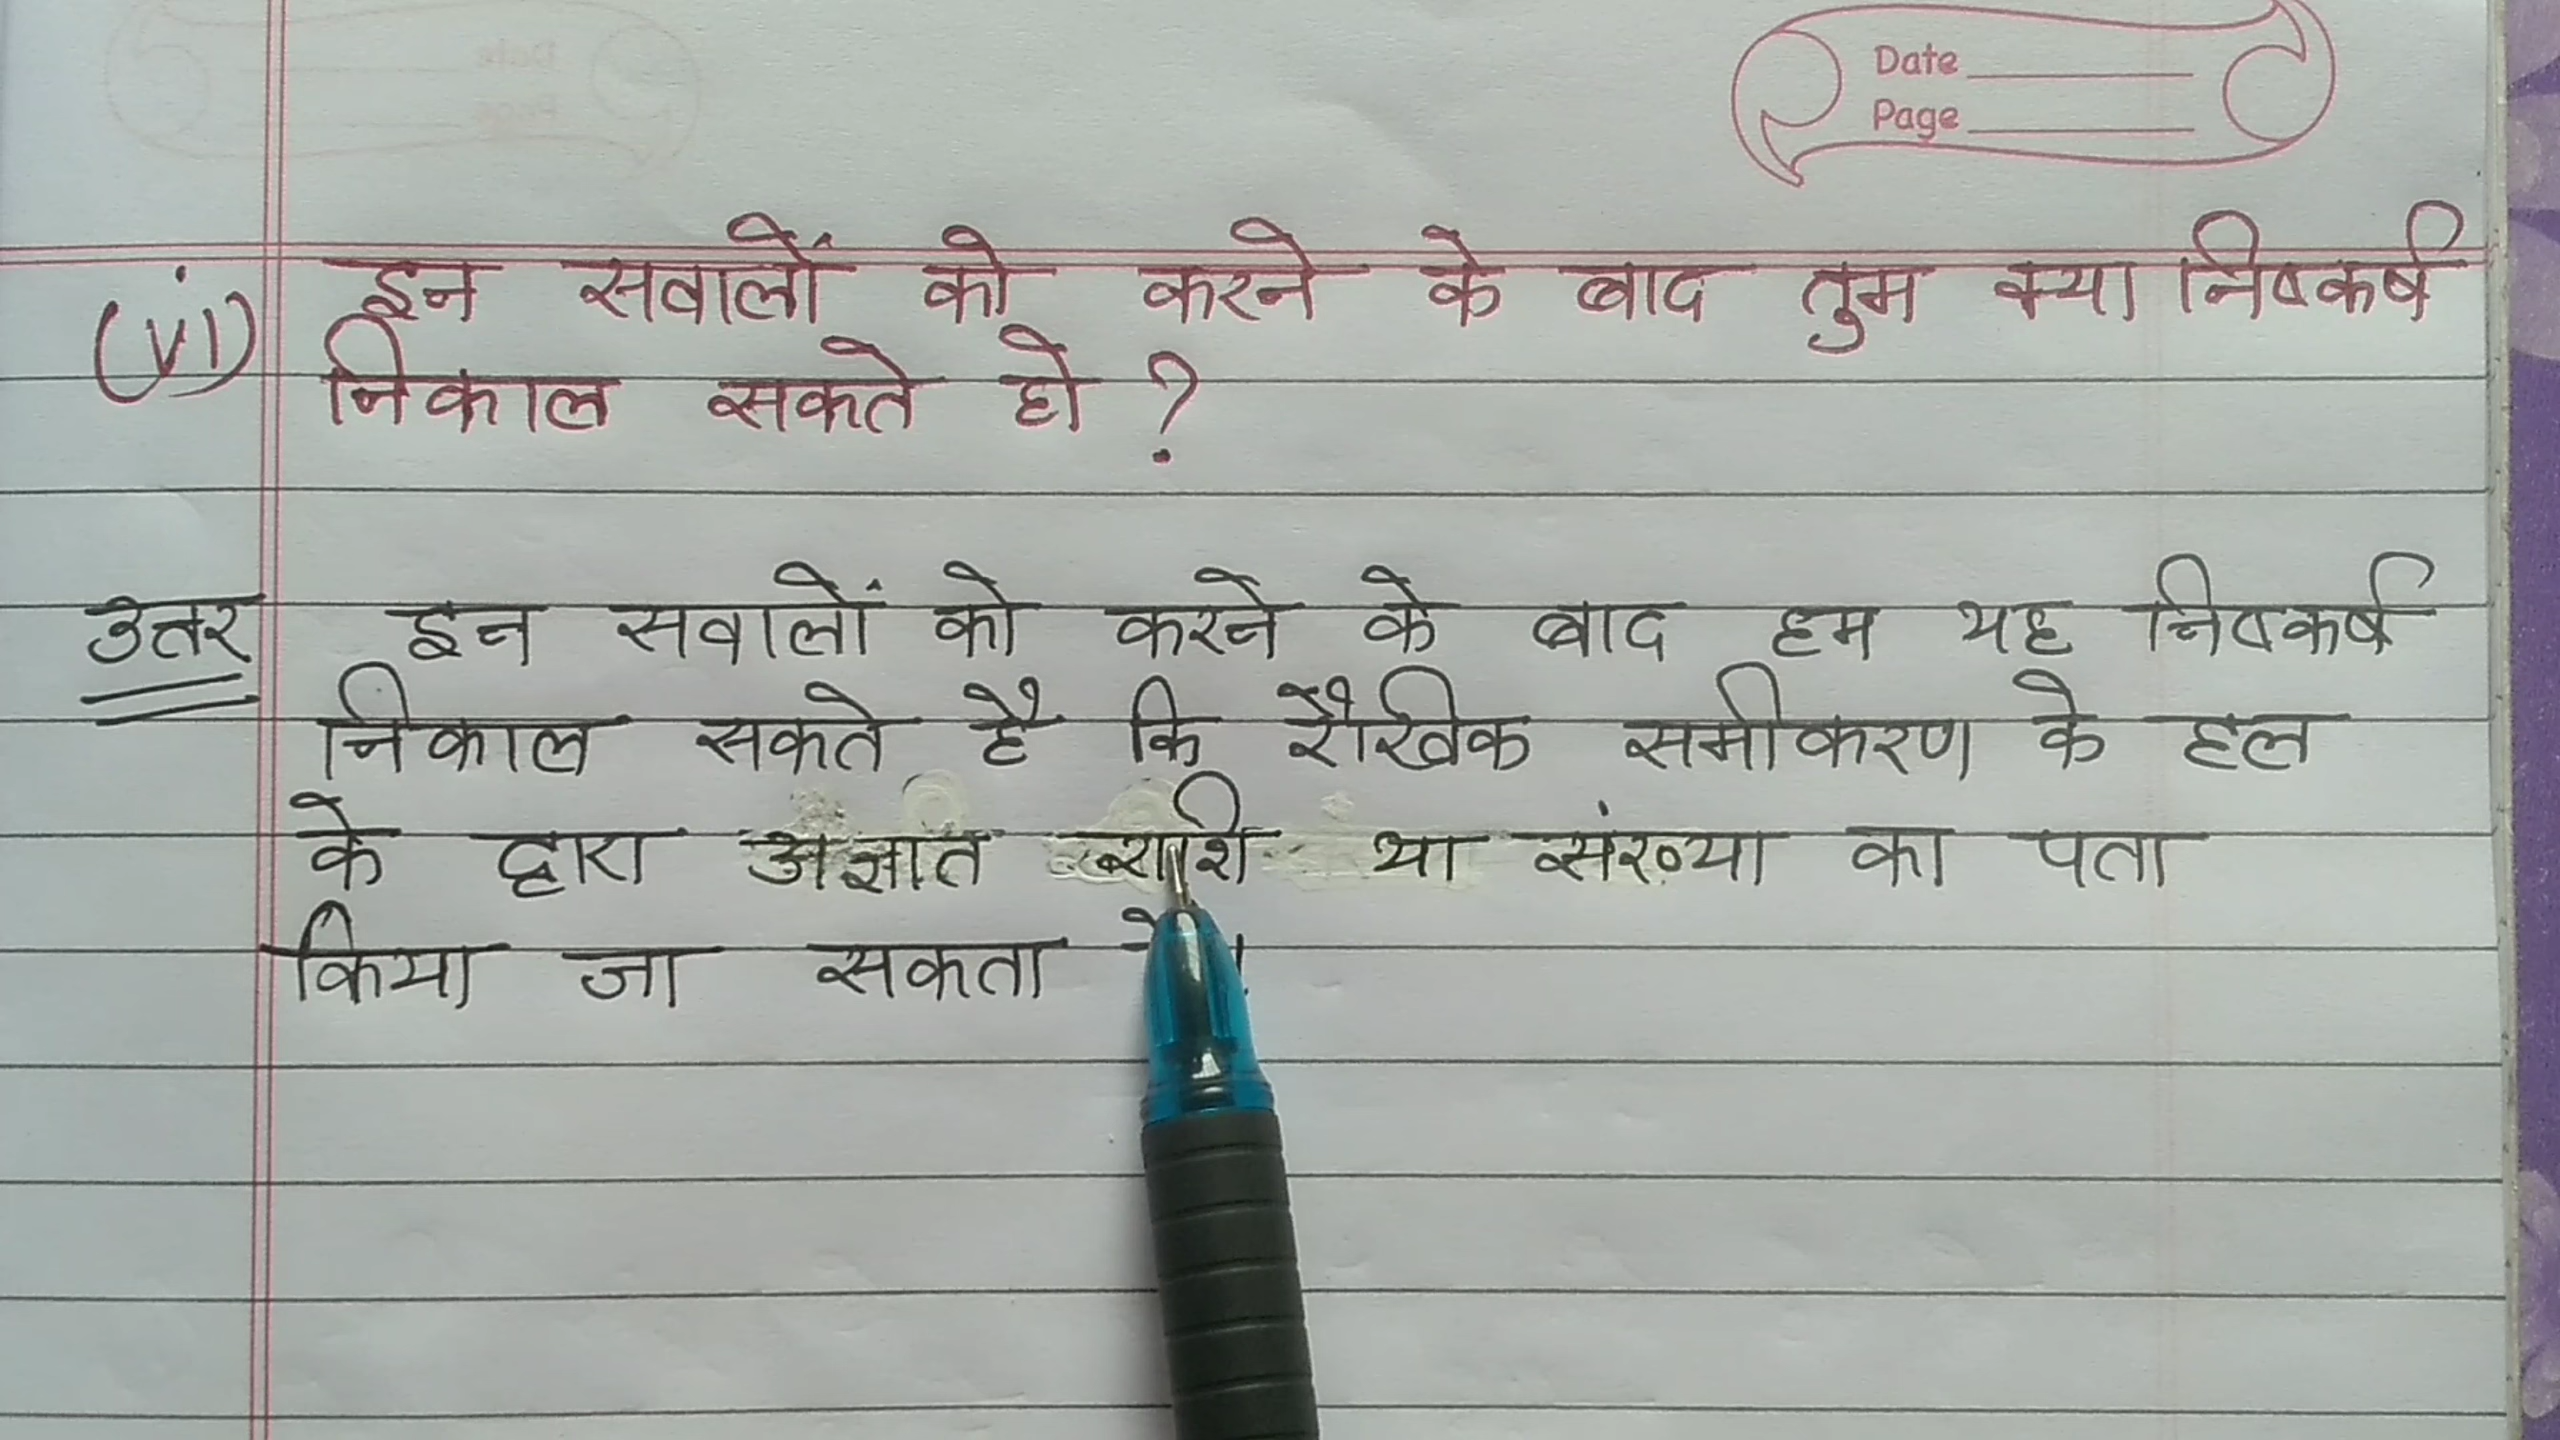 Date
Page
(vi) इन सवालों को करने के बाद तुम क्या निष्कर्ष
निकाल सकते हो ?
उत्तर इन सवालों को करने के बाद हम यह निष्कर्ष
निकाल सकते है कि रैखिक समीकरण के हल
के द्वारा अज्ञात राशि या संख्या का पता
किया जा सकता